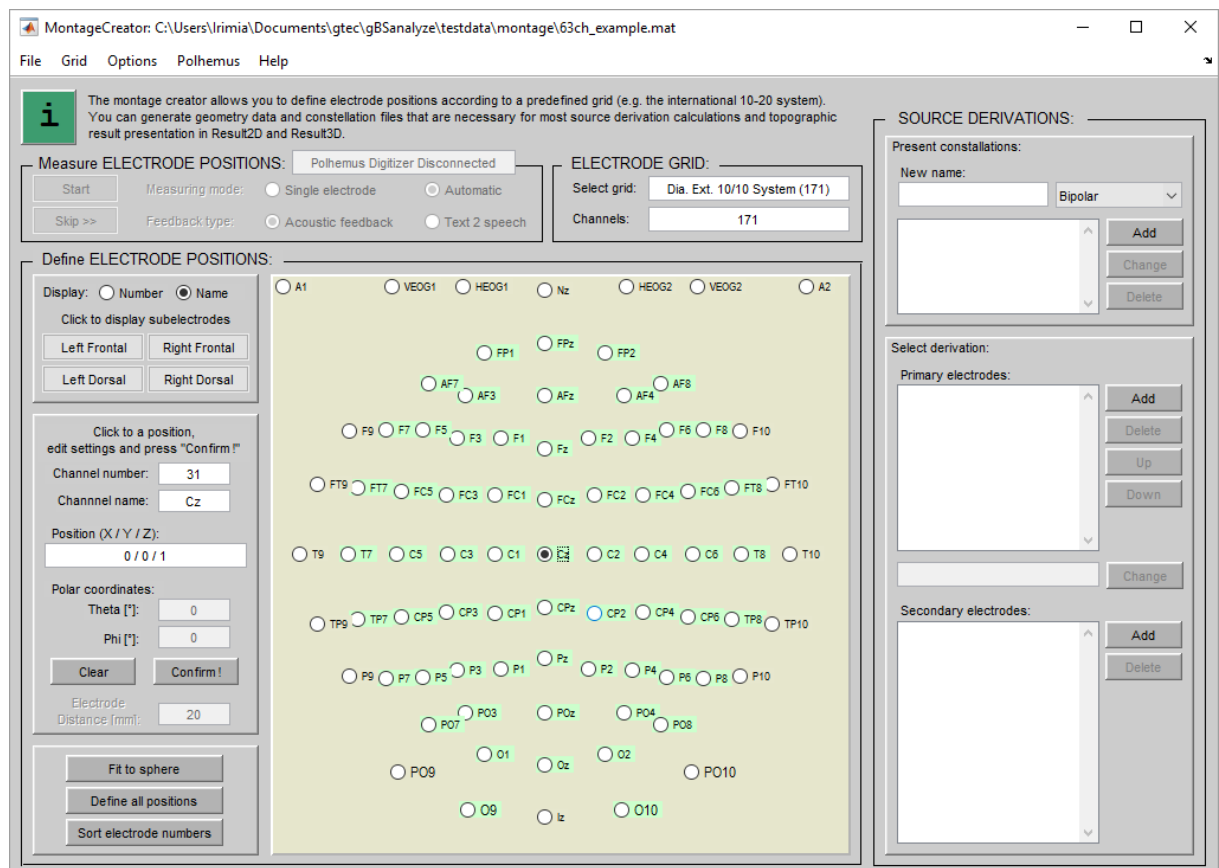 MontageCreator: C:\Users\Irimia\Documents\gtec\gBSanalyze\testdata\montage\63ch_example.mat
File Grid Options Polhemus Help
i
The montage creator allows you to define electrode positions according to a predefined grid (e.g. the international 10-20 system).
You can generate geometry data and constellation files that are necessary for most source derivation calculations and topographic
result presentation in Result2D and Result3D.
Measure ELECTRODE POSITIONS: Polhemus Digitizer Disconnected
Start Measuring mode: Single electrode Automatic
Skip >> Feedback type: Acoustic feedback Text 2 speech
ELECTRODE GRID:
Select grid: Dia. Ext. 10/10 System (171)
Channels: 171
Define ELECTRODE POSITIONS:
Display: Number Name
Click to display subelectrodes
Left Frontal Right Frontal
Left Dorsal Right Dorsal
Click to a position,
edit settings and press "Confirm!"
Channel number: 31
Channnel name: Cz
Position (X / Y / Z):
0 / 0 / 1
Polar coordinates:
Theta [°]: 0
Phi [°]: 0
Clear Confirm!
Electrode
Distance [mm]: 20
Fit to sphere
Define all positions
Sort electrode numbers
A1 VEOG1 HEOG1 Nz HEOG2 VEOG2 A2
FP1 FPz FP2
AF7 AF3 AFz AF4 AF8
F9 F7 F5 F3 F1 Fz F2 F4 F6 F8 F10
FT9 FT7 FC5 FC3 FC1 FCz FC2 FC4 FC6 FT8 FT10
T9 T7 C5 C3 C1 Cz C2 C4 C6 T8 T10
TP9 TP7 CP5 CP3 CP1 CPz CP2 CP4 CP6 TP8 TP10
P9 P7 P5 P3 P1 Pz P2 P4 P6 P8 P10
PO7 PO3 POz PO4 PO8
PO9 O1 Oz O2 PO10
O9 Iz O10
SOURCE DERIVATIONS:
Present constallations:
New name:
Bipolar
Add
Change
Delete
Select derivation:
Primary electrodes:
Add
Delete
Up
Down
Change
Secondary electrodes:
Add
Delete